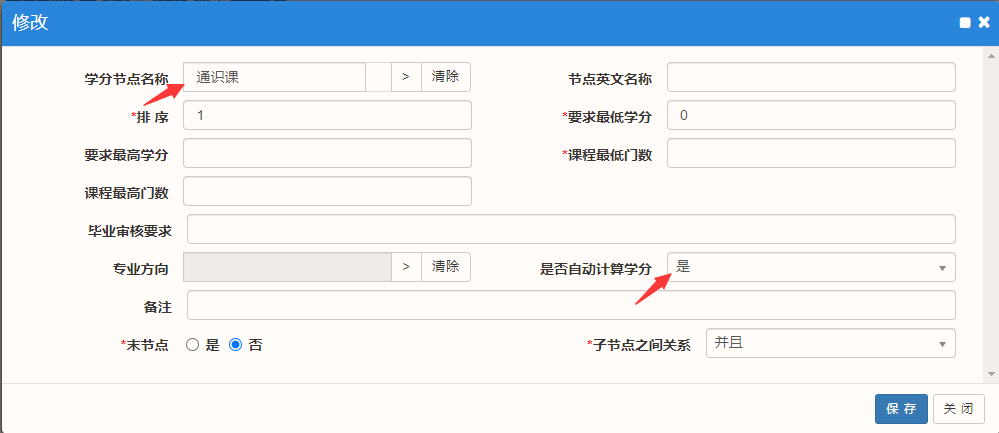 修改
学分节点名称 通识课 > 清除 节点英文名称
*排 序 1 *要求最低学分 0
要求最高学分 *课程最低门数
课程最高门数
毕业审核要求
专业方向 > 清除 是否自动计算学分 是
备注
*末节点 是 否 *子节点之间关系 并且
保 存 关 闭